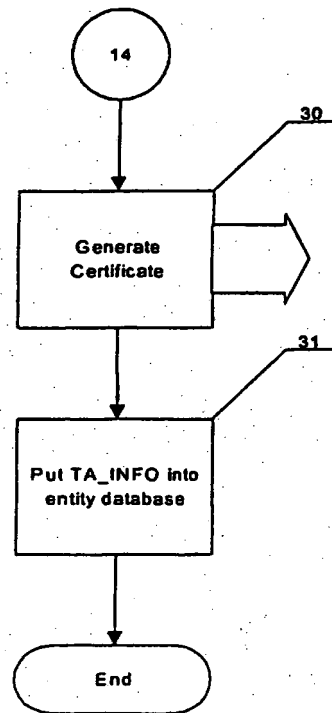 14
30
Generate
Certificate
31
Put TA_INFO into
entity database
End